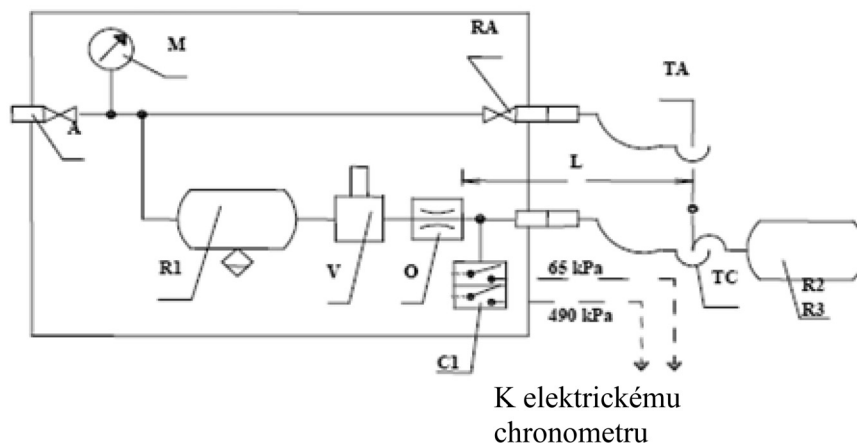 M
RA
TA
A
L
R1
V
O
65 kPa
TC
R2
R3
490 kPa
C1
K elektrickému
chronometru